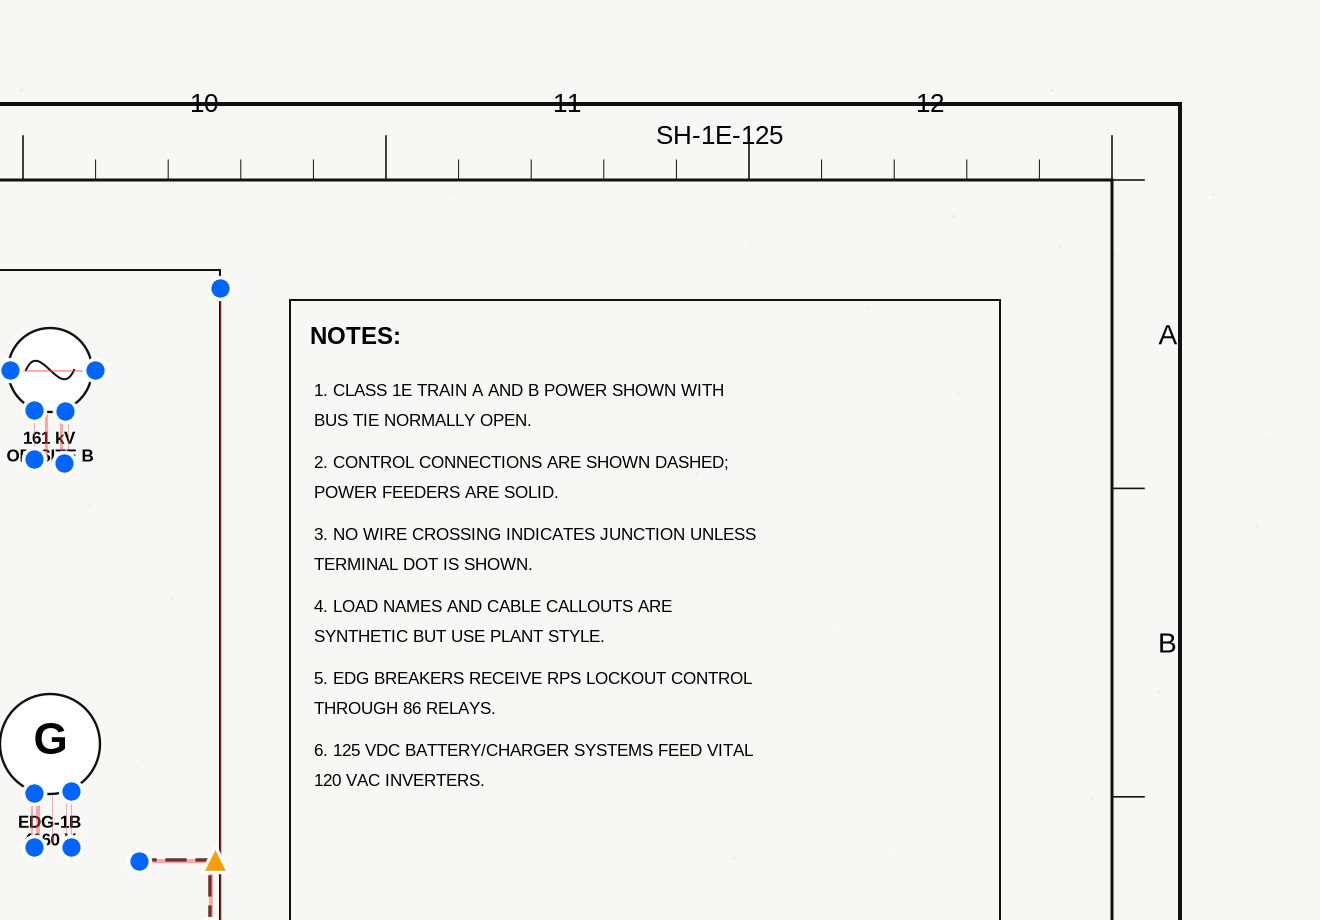 10 11 12
SH-1E-125
A
161 kV
B
NOTES:
1. CLASS 1E TRAIN A AND B POWER SHOWN WITH
BUS TIE NORMALLY OPEN.
2. CONTROL CONNECTIONS ARE SHOWN DASHED;
POWER FEEDERS ARE SOLID.
3. NO WIRE CROSSING INDICATES JUNCTION UNLESS
TERMINAL DOT IS SHOWN.
4. LOAD NAMES AND CABLE CALLOUTS ARE
SYNTHETIC BUT USE PLANT STYLE.
5. EDG BREAKERS RECEIVE RPS LOCKOUT CONTROL
THROUGH 86 RELAYS.
6. 125 VDC BATTERY/CHARGER SYSTEMS FEED VITAL
120 VAC INVERTERS.
B
G
EDG-1B